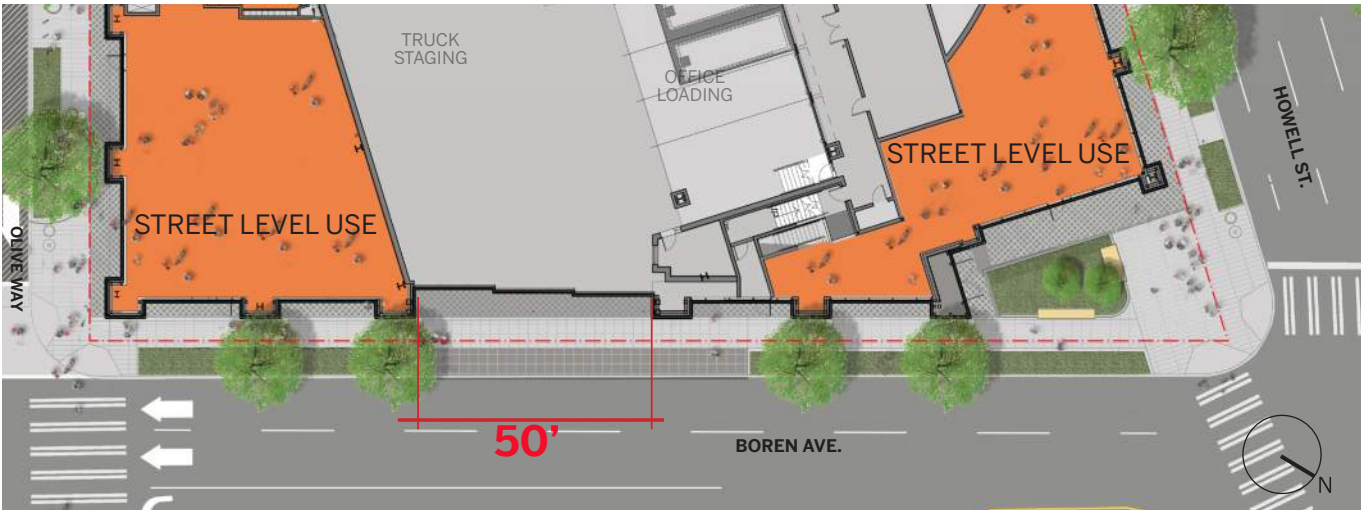 TRUCK
STAGING
OFFICE
LOADING
STREET LEVEL USE
HOWELL ST.
STREET LEVEL USE
OLIVE WAY
50’
BOREN AVE.
N